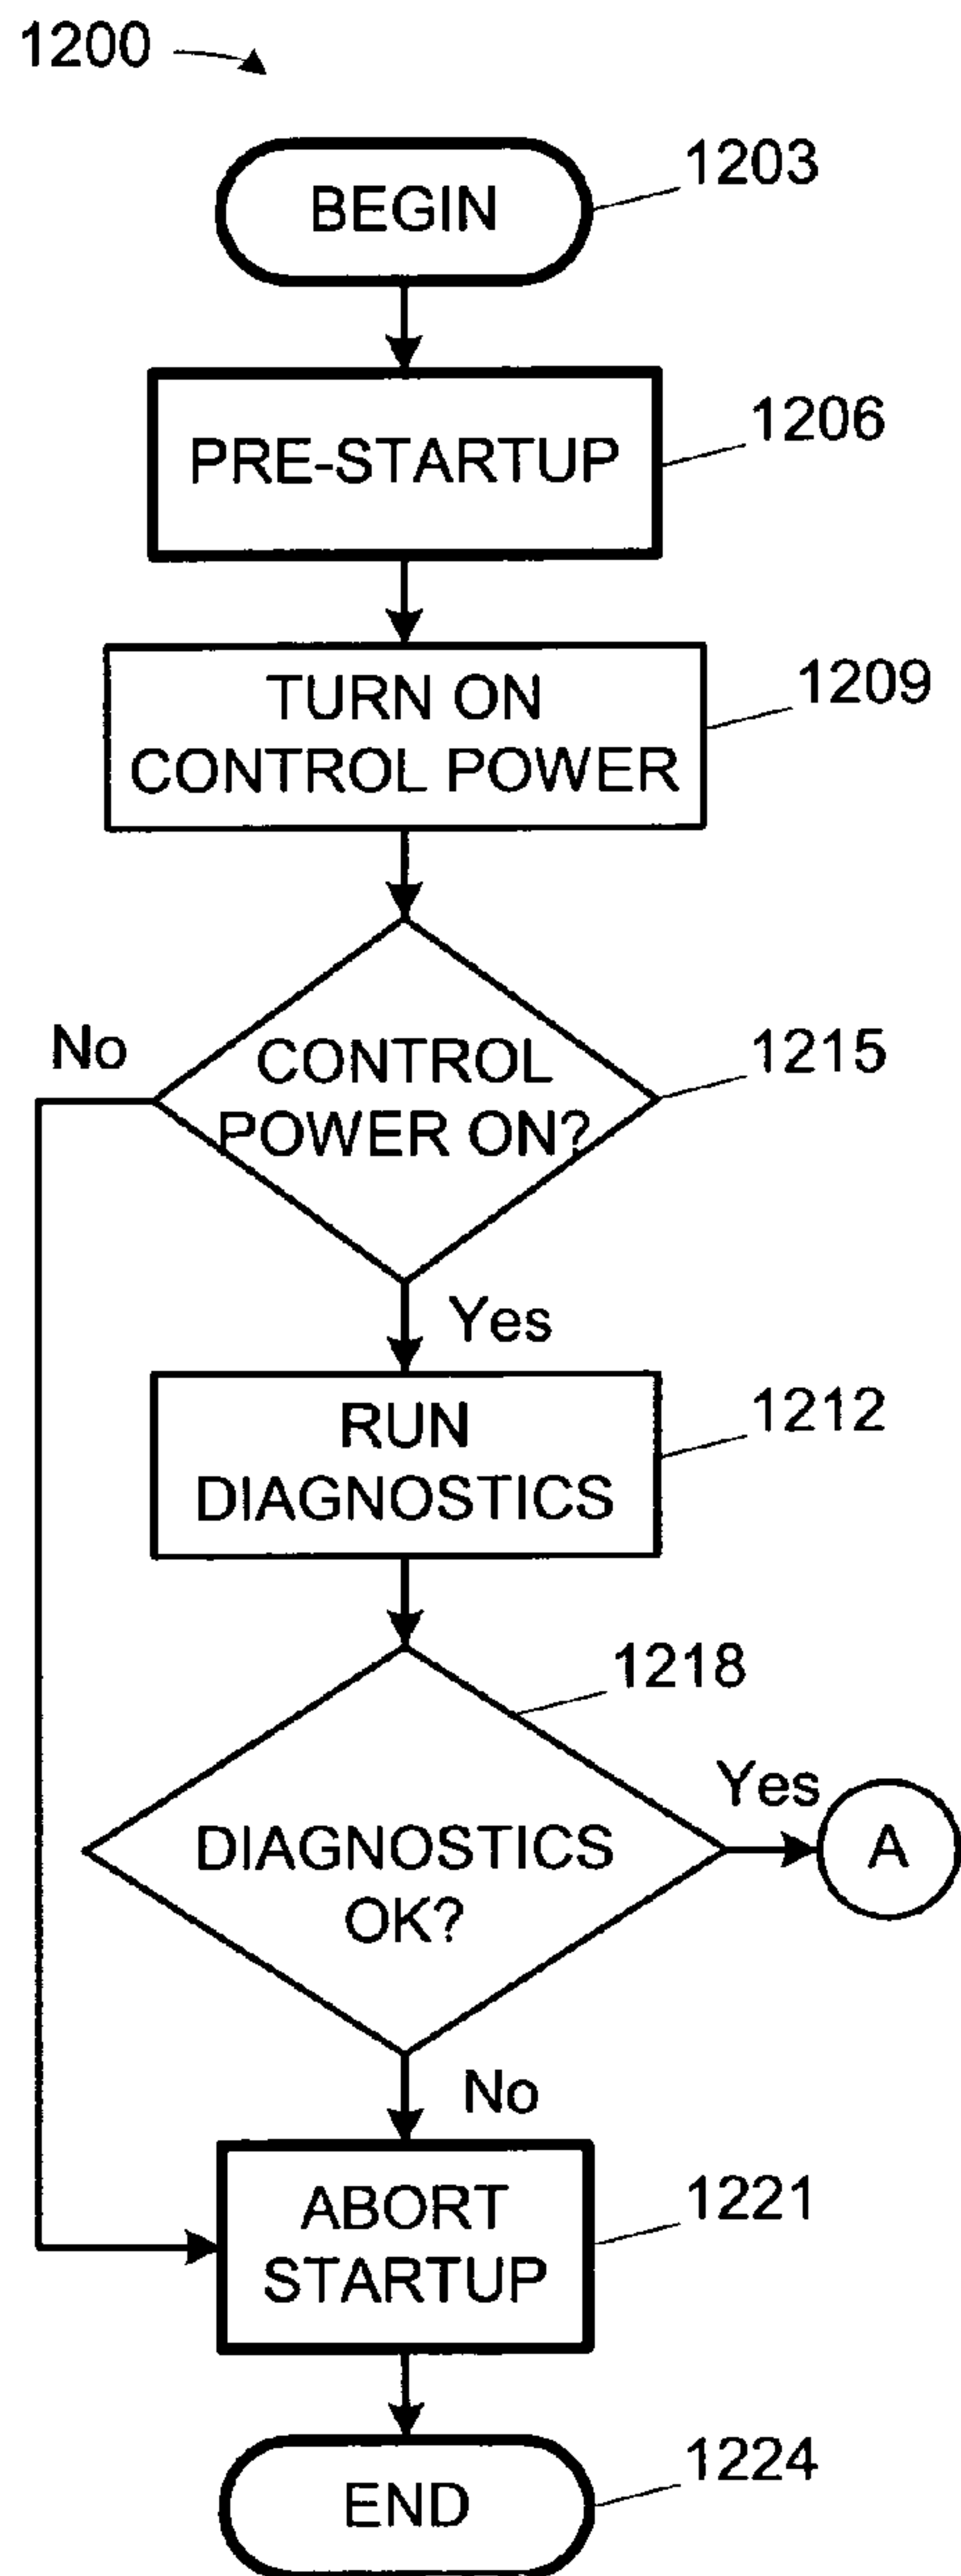 1200
BEGIN
1203
PRE-STARTUP
1206
TURN ON
CONTROL POWER
1209
CONTROL
POWER ON?
1215
No
Yes
RUN
DIAGNOSTICS
1212
DIAGNOSTICS
OK?
1218
Yes
A
No
ABORT
STARTUP
1221
END
1224